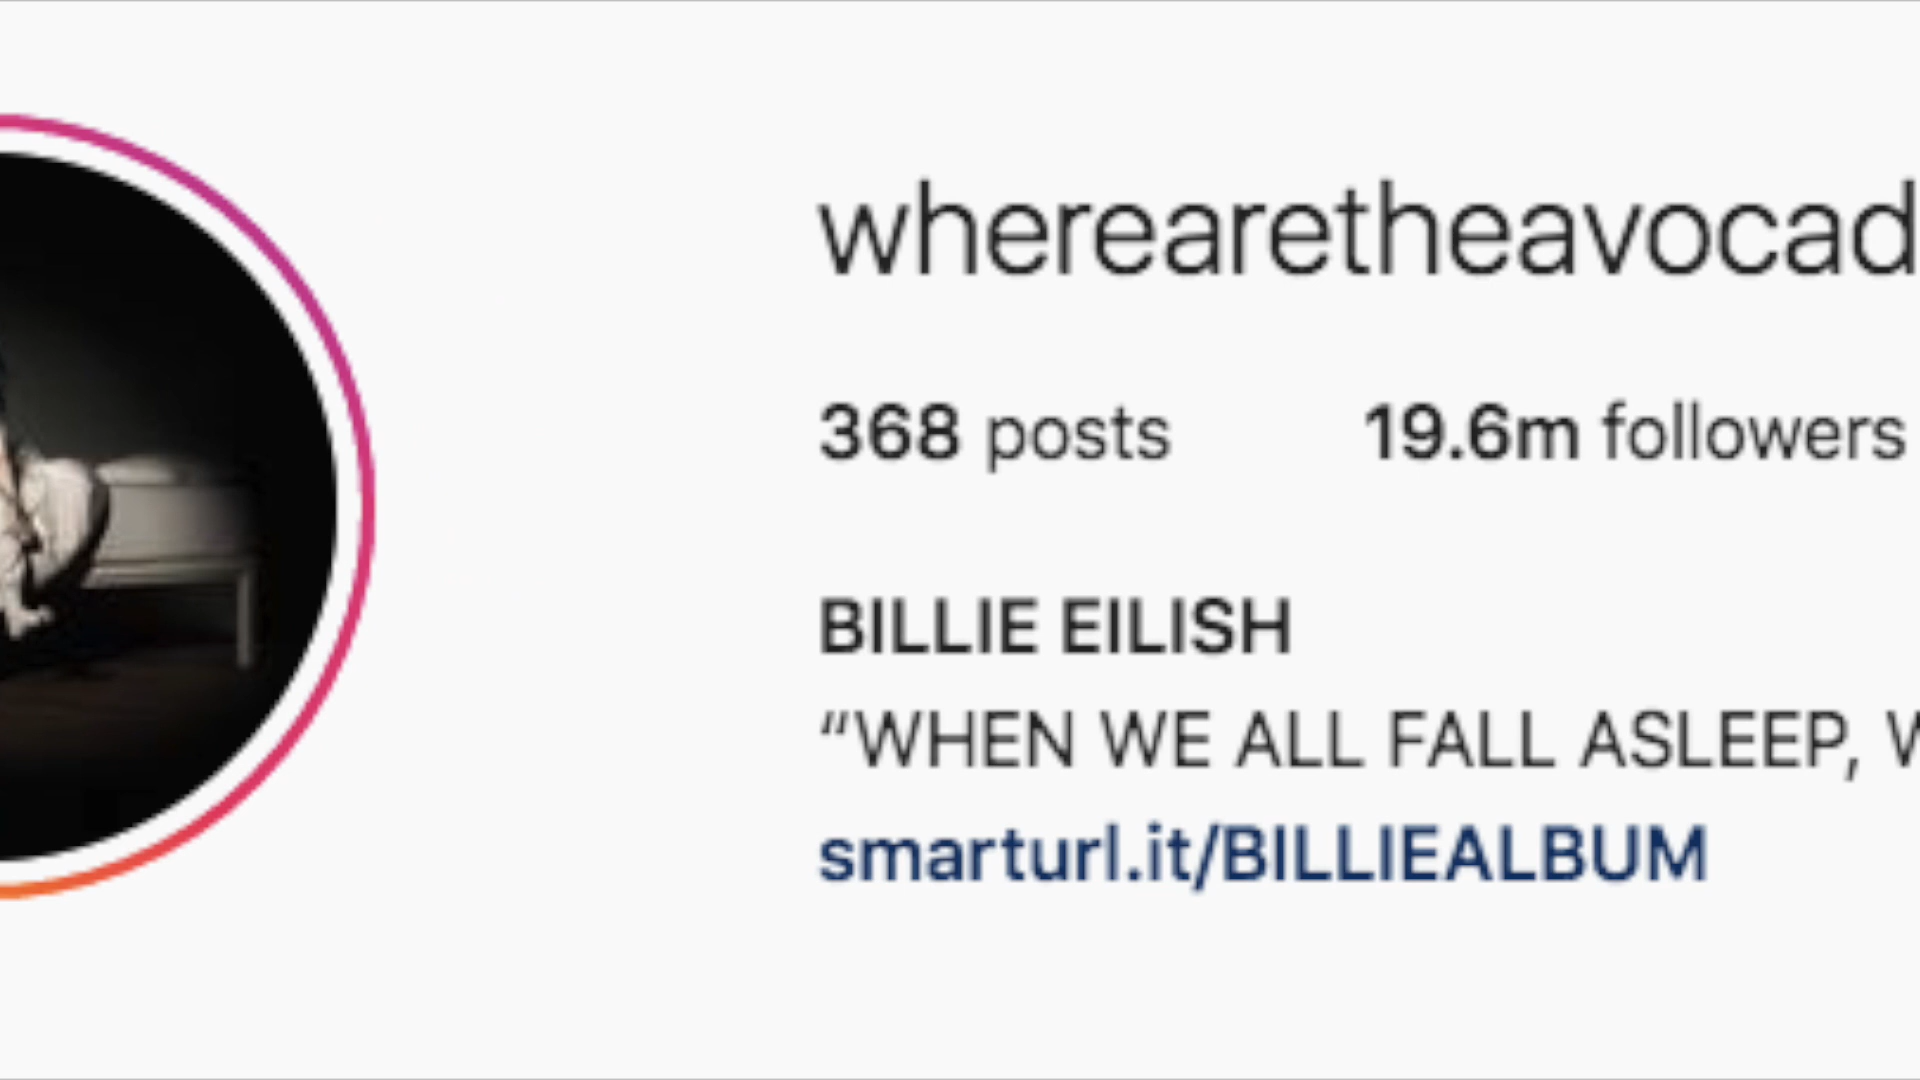 wherearetheavocad
368 posts 19.6m followers
BILLIE EILISH
“WHEN WE ALL FALL ASLEEP, W
smarturl.it/BILLIEALBUM